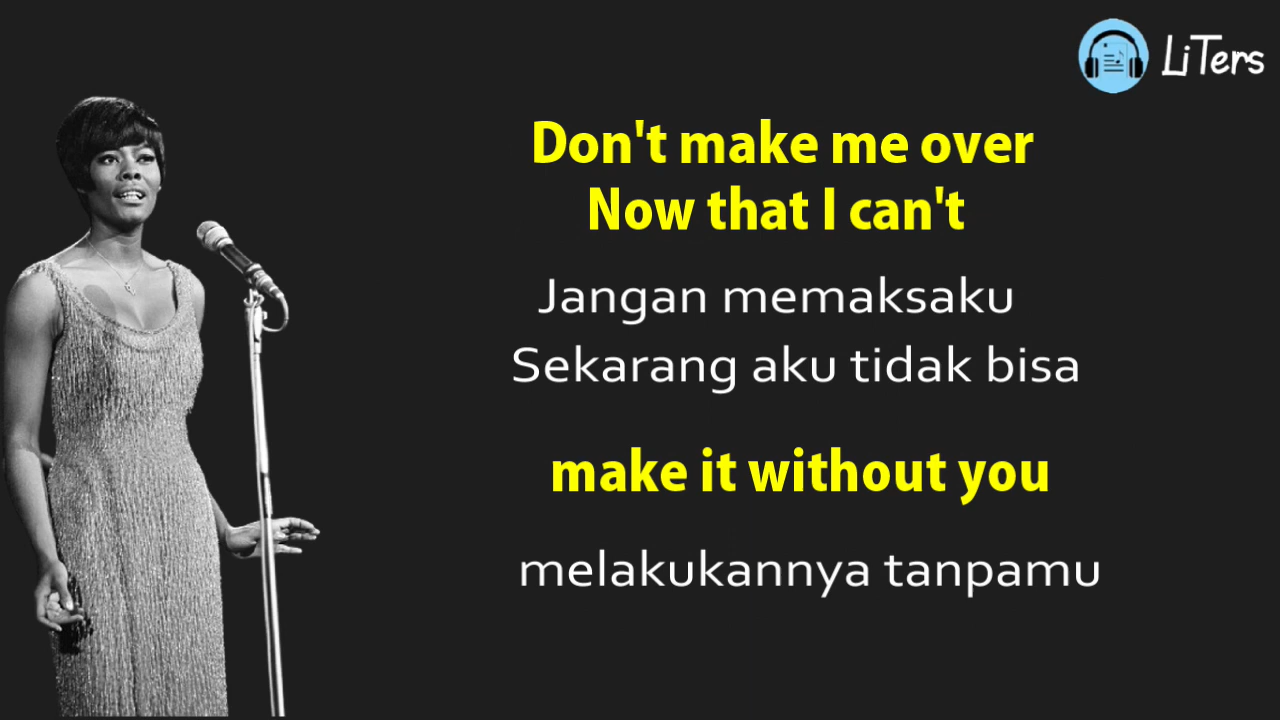 LiTers
Don't make me over
Now that I can't
Jangan memaksaku
Sekarang aku tidak bisa
make it without you
melakukannya tanpamu